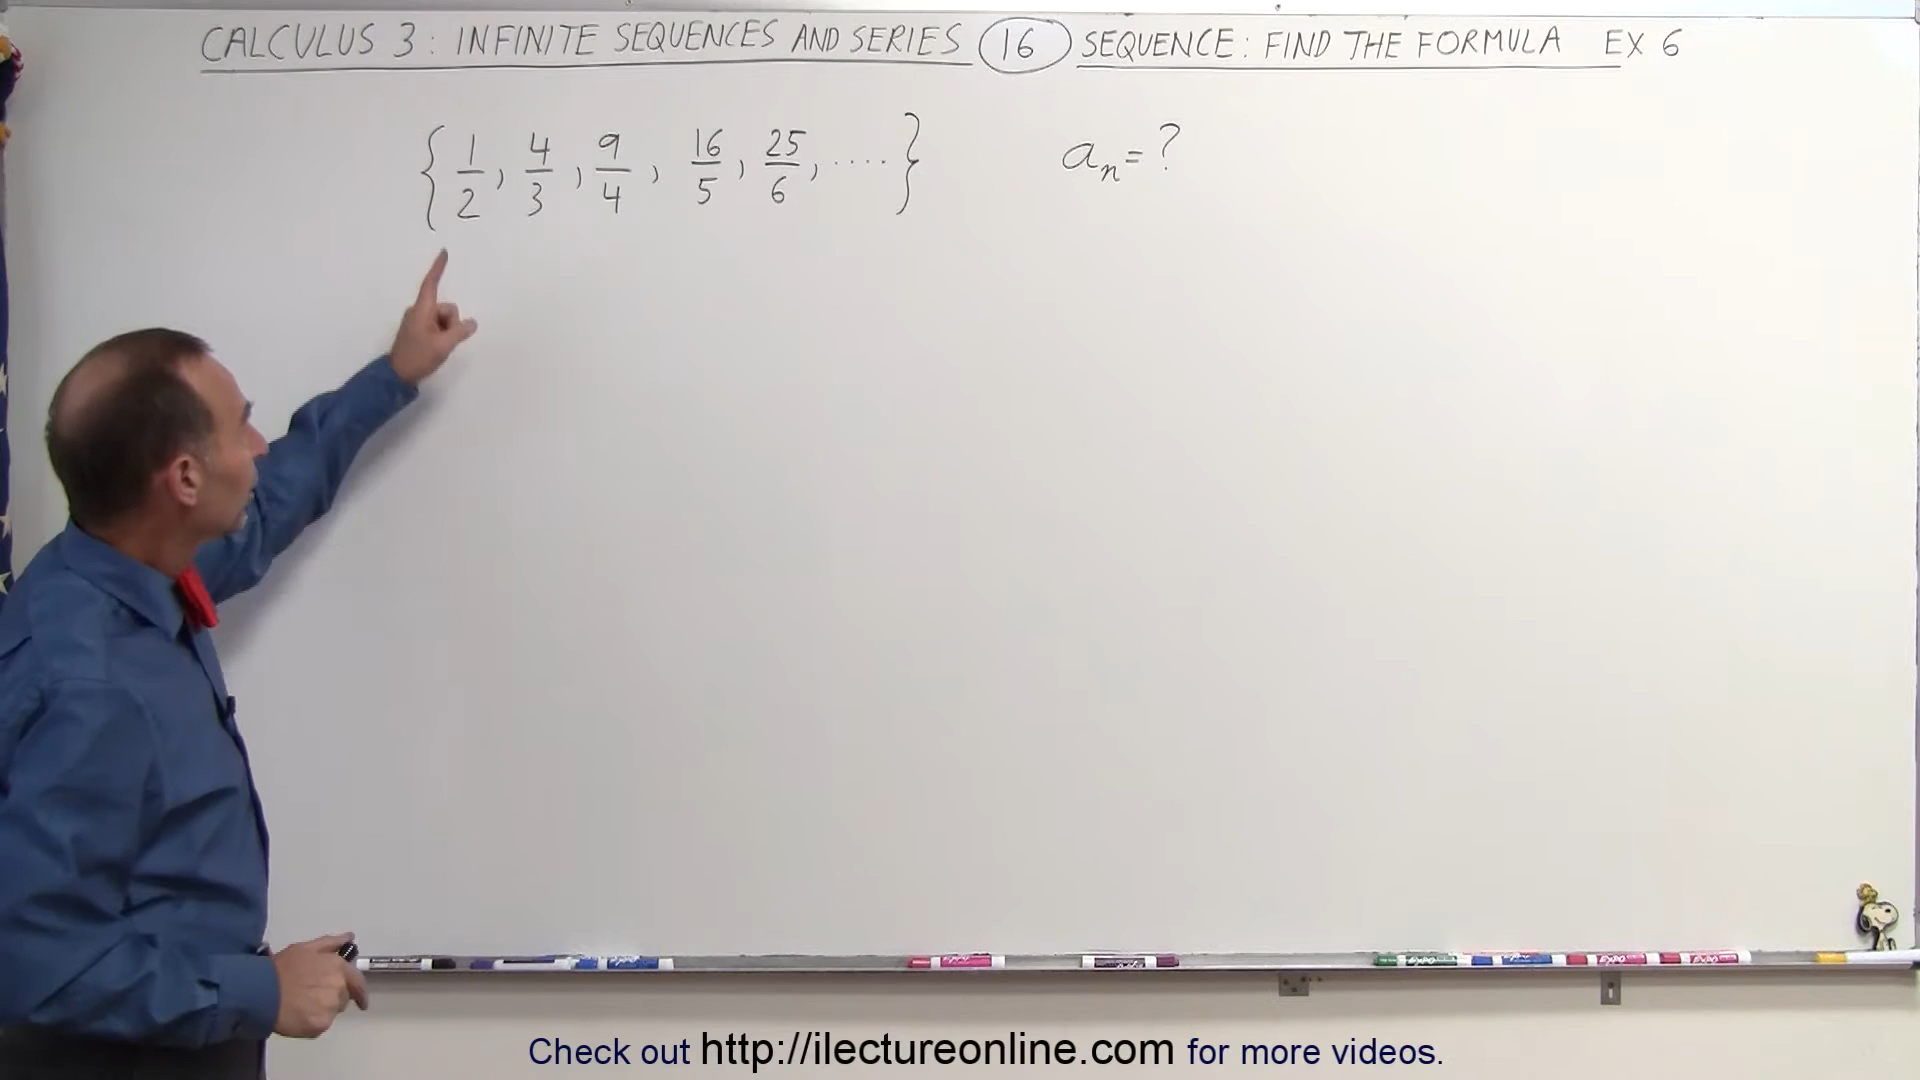 CALCULUS 3: INFINITE SEQUENCES AND SERIES (16) SEQUENCE: FIND THE FORMULA EX 6
{ 1/2, 4/3, 9/4, 16/5, 25/6, .... } aₙ = ?
Check out http://ilectureonline.com for more videos.